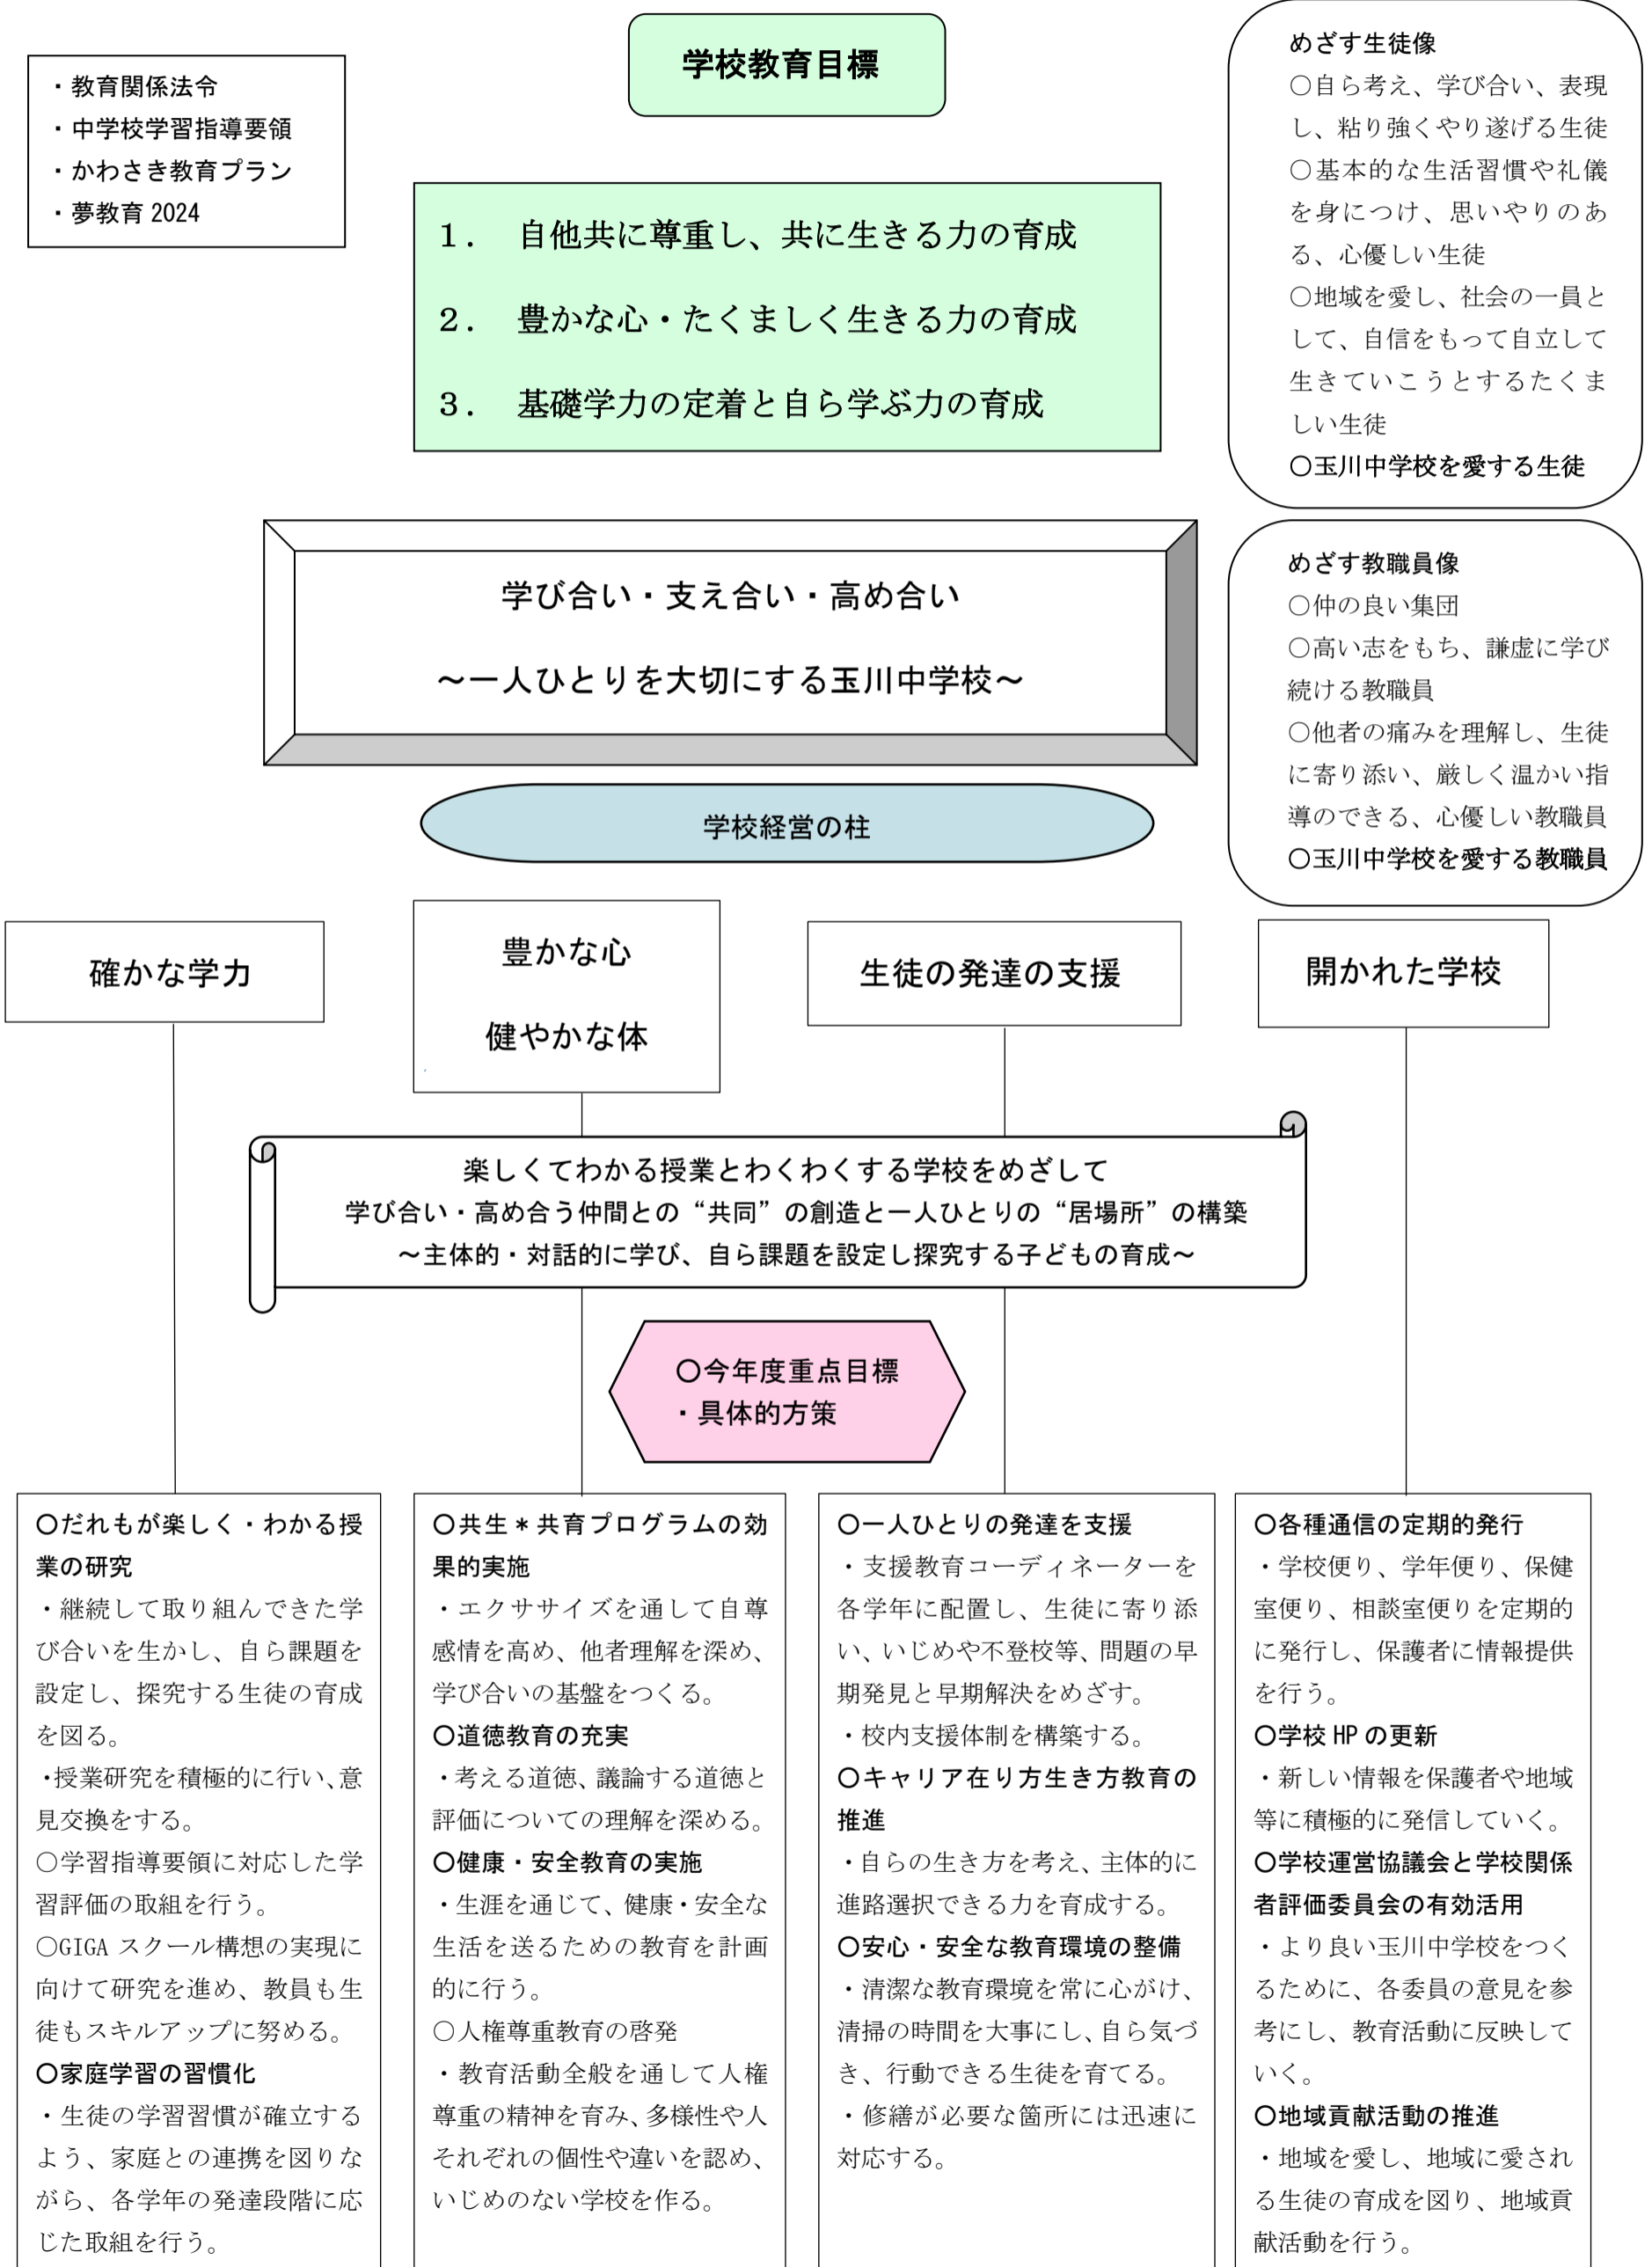 ・教育関係法令
・中学校学習指導要領
・かわさき教育プラン
・夢教育 2024
学校教育目標
1． 自他共に尊重し、共に生きる力の育成
2． 豊かな心・たくましく生きる力の育成
3． 基礎学力の定着と自ら学ぶ力の育成
めざす生徒像
〇自ら考え、学び合い、表現
し、粘り強くやり遂げる生徒
〇基本的な生活習慣や礼儀
を身につけ、思いやりのあ
る、心優しい生徒
〇地域を愛し、社会の一員と
して、自信をもって自立して
生きていこうとするたくま
しい生徒
〇玉川中学校を愛する生徒
学び合い・支え合い・高め合い
～一人ひとりを大切にする玉川中学校～
めざす教職員像
〇仲の良い集団
〇高い志をもち、謙虚に学び
続ける教職員
〇他者の痛みを理解し、生徒
に寄り添い、厳しく温かい指
導のできる、心優しい教職員
〇玉川中学校を愛する教職員
学校経営の柱
確かな学力
豊かな心
健やかな体
生徒の発達の支援
開かれた学校
楽しくてわかる授業とわくわくする学校をめざして
学び合い・高め合う仲間との“共同”の創造と一人ひとりの“居場所”の構築
～主体的・対話的に学び、自ら課題を設定し探究する子どもの育成～
〇今年度重点目標
・具体的方策
〇だれもが楽しく・わかる授
業の研究
・継続して取り組んできた学
び合いを生かし、自ら課題を
設定し、探究する生徒の育成
を図る。
・授業研究を積極的に行い、意
見交換をする。
〇学習指導要領に対応した学
習評価の取組を行う。
〇GIGA スクール構想の実現に
向けて研究を進め、教員も生
徒もスキルアップに努める。
〇家庭学習の習慣化
・生徒の学習習慣が確立する
よう、家庭との連携を図りな
がら、各学年の発達段階に応
じた取組を行う。
〇共生＊共育プログラムの効
果的実施
・エクササイズを通して自尊
感情を高め、他者理解を深め、
学び合いの基盤をつくる。
〇道徳教育の充実
・考える道徳、議論する道徳と
評価についての理解を深める。
〇健康・安全教育の実施
・生涯を通じて、健康・安全な
生活を送るための教育を計画
的に行う。
〇人権尊重教育の啓発
・教育活動全般を通して人権
尊重の精神を育み、多様性や人
それぞれの個性や違いを認め、
いじめのない学校を作る。
〇一人ひとりの発達を支援
・支援教育コーディネーターを
各学年に配置し、生徒に寄り添
い、いじめや不登校等、問題の早
期発見と早期解決をめざす。
・校内支援体制を構築する。
〇キャリア在り方生き方教育の
推進
・自らの生き方を考え、主体的に
進路選択できる力を育成する。
〇安心・安全な教育環境の整備
・清潔な教育環境を常に心がけ、
清掃の時間を大事にし、自ら気づ
き、行動できる生徒を育てる。
・修繕が必要な箇所には迅速に
対応する。
〇各種通信の定期的発行
・学校便り、学年便り、保健
室便り、相談室便りを定期的
に発行し、保護者に情報提供
を行う。
〇学校 HP の更新
・新しい情報を保護者や地域
等に積極的に発信していく。
〇学校運営協議会と学校関係
者評価委員会の有効活用
・より良い玉川中学校をつく
るために、各委員の意見を参
考にし、教育活動に反映して
いく。
〇地域貢献活動の推進
・地域を愛し、地域に愛され
る生徒の育成を図り、地域貢
献活動を行う。